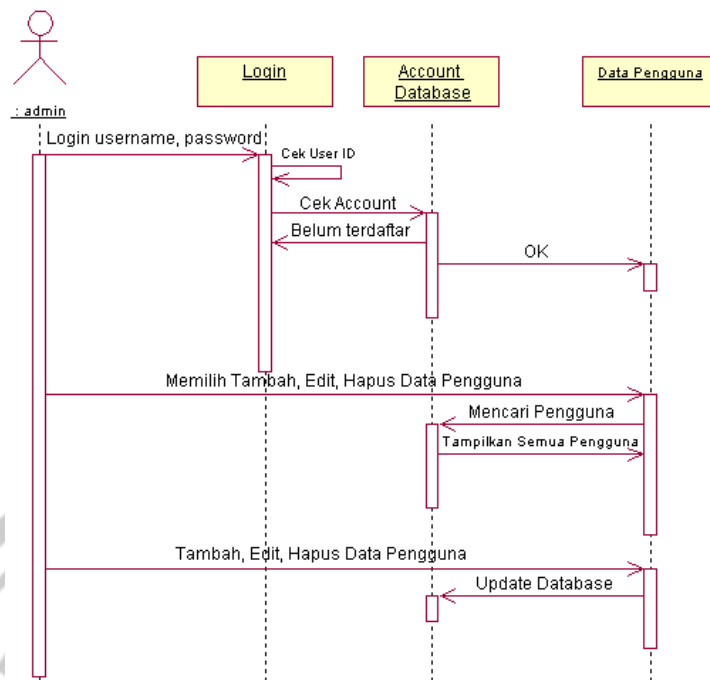 : admin
Login
Account
Database
Data Pengguna
Login username, password
Cek User ID
Cek Account
Belum terdaftar
OK
Memilih Tambah, Edit, Hapus Data Pengguna
Mencari Pengguna
Tampilkan Semua Pengguna
Tambah, Edit, Hapus Data Pengguna
Update Database